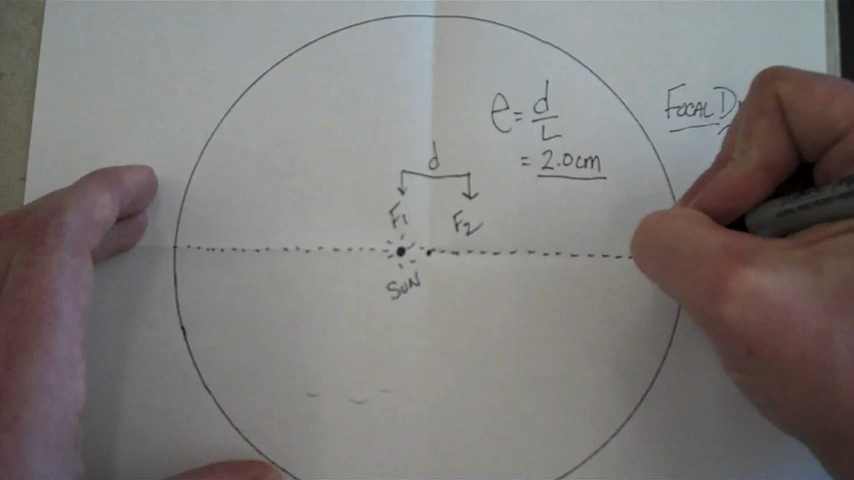 e = d/L
= 2.0cm
FOCAL
d
F1
F2
SUN